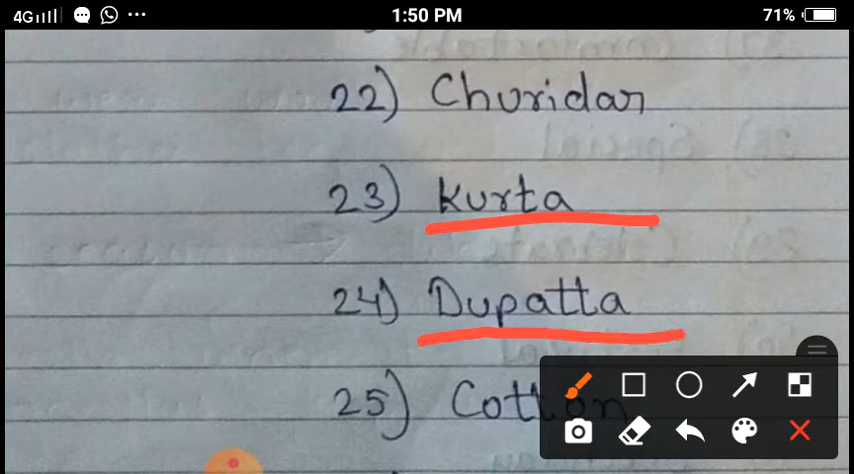 4G 1:50 PM 71%
22) Churidar
23) Kurta
24) Dupatta
25) Cotton